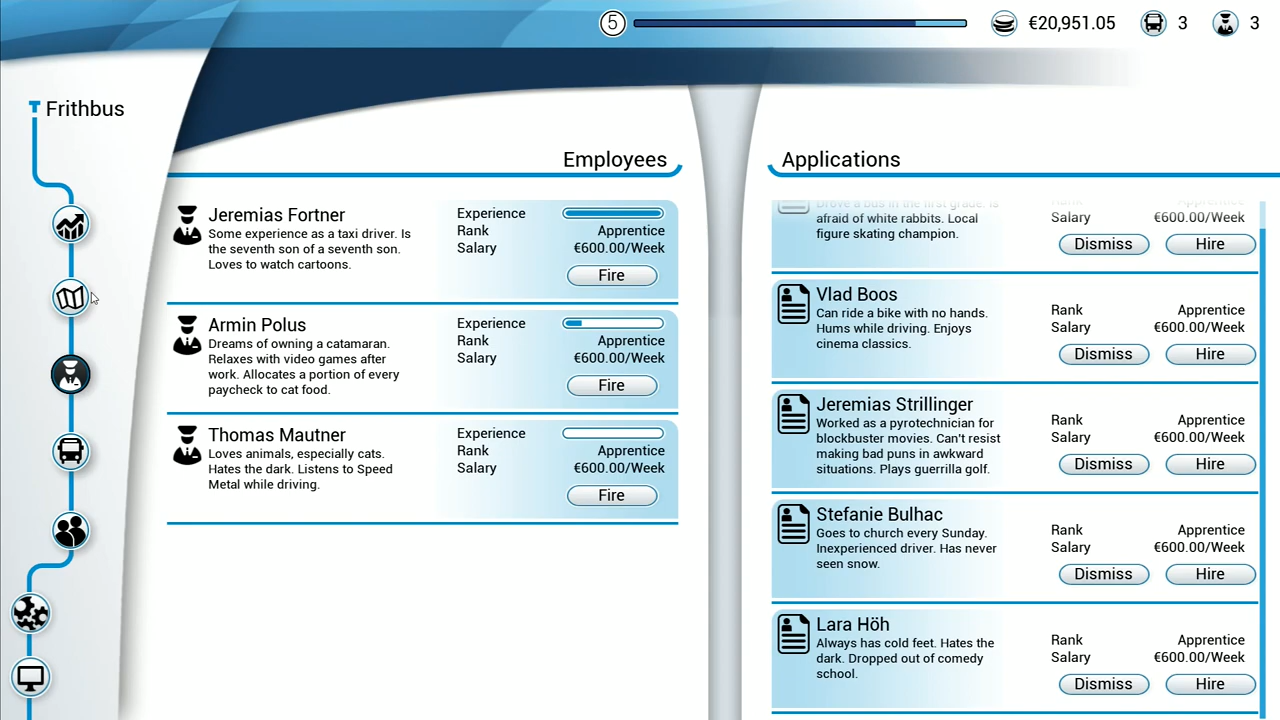 5
€20,951.05
3
3
Frithbus
Employees
Jeremias Fortner
Some experience as a taxi driver. Is
the seventh son of a seventh son.
Loves to watch cartoons.
Experience
Rank Apprentice
Salary €600.00/Week
Fire
Armin Polus
Dreams of owning a catamaran.
Relaxes with video games after
work. Allocates a portion of every
paycheck to cat food.
Experience
Rank Apprentice
Salary €600.00/Week
Fire
Thomas Mautner
Loves animals, especially cats.
Hates the dark. Listens to Speed
Metal while driving.
Experience
Rank Apprentice
Salary €600.00/Week
Fire
Applications
Drove a bus in the first grade. Is
afraid of white rabbits. Local
figure skating champion.
Rank Apprentice
Salary €600.00/Week
Dismiss Hire
Vlad Boos
Can ride a bike with no hands.
Hums while driving. Enjoys
cinema classics.
Rank Apprentice
Salary €600.00/Week
Dismiss Hire
Jeremias Strillinger
Worked as a pyrotechnician for
blockbuster movies. Can't resist
making bad puns in awkward
situations. Plays guerrilla golf.
Rank Apprentice
Salary €600.00/Week
Dismiss Hire
Stefanie Bulhac
Goes to church every Sunday.
Inexperienced driver. Has never
seen snow.
Rank Apprentice
Salary €600.00/Week
Dismiss Hire
Lara Höh
Always has cold feet. Hates the
dark. Dropped out of comedy
school.
Rank Apprentice
Salary €600.00/Week
Dismiss Hire